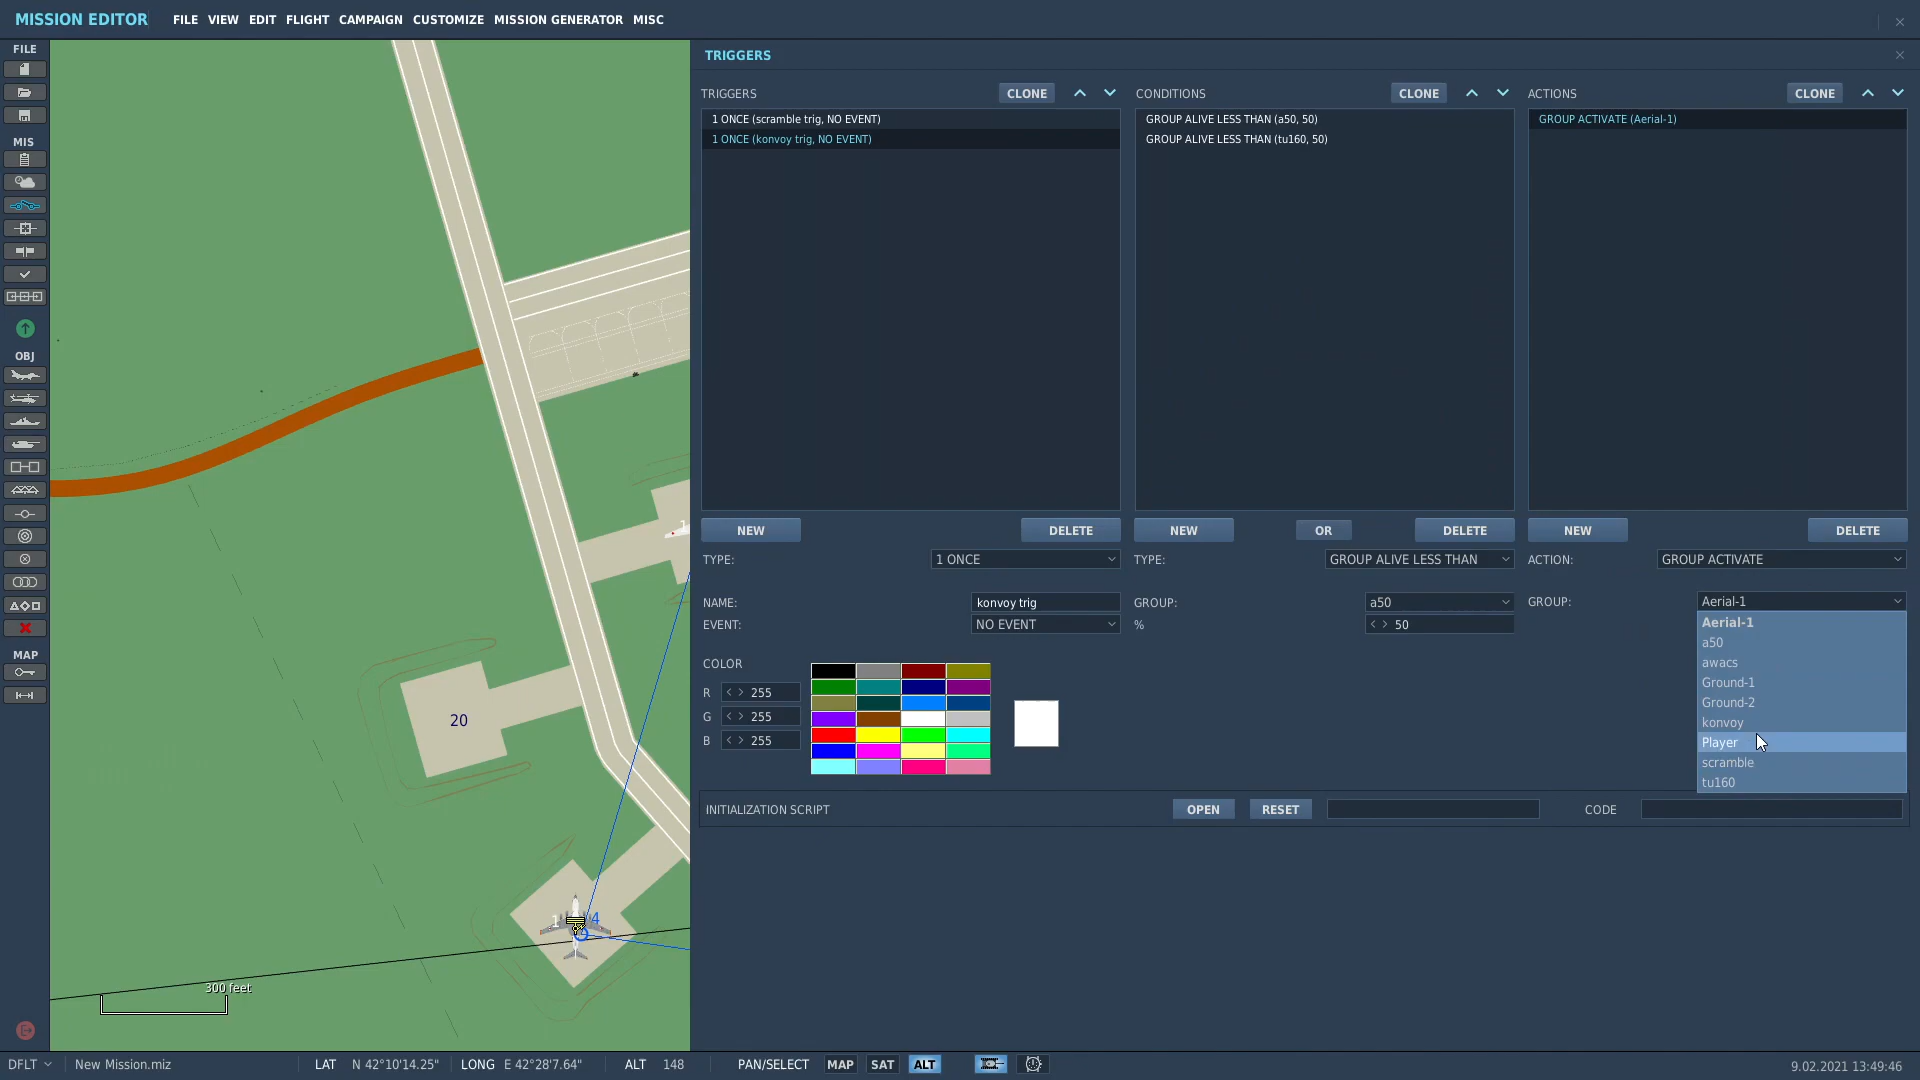 MISSION EDITOR
FILE VIEW EDIT FLIGHT CAMPAIGN CUSTOMIZE MISSION GENERATOR MISC
FILE
MIS
OBJ
MAP
20
1
1
4
300 feet
TRIGGERS
TRIGGERS CLONE
1 ONCE (scramble trig, NO EVENT)
1 ONCE (konvoy trig, NO EVENT)
NEW DELETE
TYPE: 1 ONCE
NAME: konvoy trig
EVENT: NO EVENT
COLOR
R < > 255
G < > 255
B < > 255
CONDITIONS CLONE
GROUP ALIVE LESS THAN (a50, 50)
GROUP ALIVE LESS THAN (tu160, 50)
NEW OR DELETE
TYPE: GROUP ALIVE LESS THAN
GROUP: a50
% < > 50
ACTIONS CLONE
GROUP ACTIVATE (Aerial-1)
NEW DELETE
ACTION: GROUP ACTIVATE
GROUP: Aerial-1
Aerial-1
a50
awacs
Ground-1
Ground-2
konvoy
Player
scramble
tu160
INITIALIZATION SCRIPT OPEN RESET CODE
DFLT New Mission.miz LAT N 42°10'14.25" LONG E 42°28'7.64" ALT 148 PAN/SELECT MAP SAT ALT 9.02.2021 13:49:46